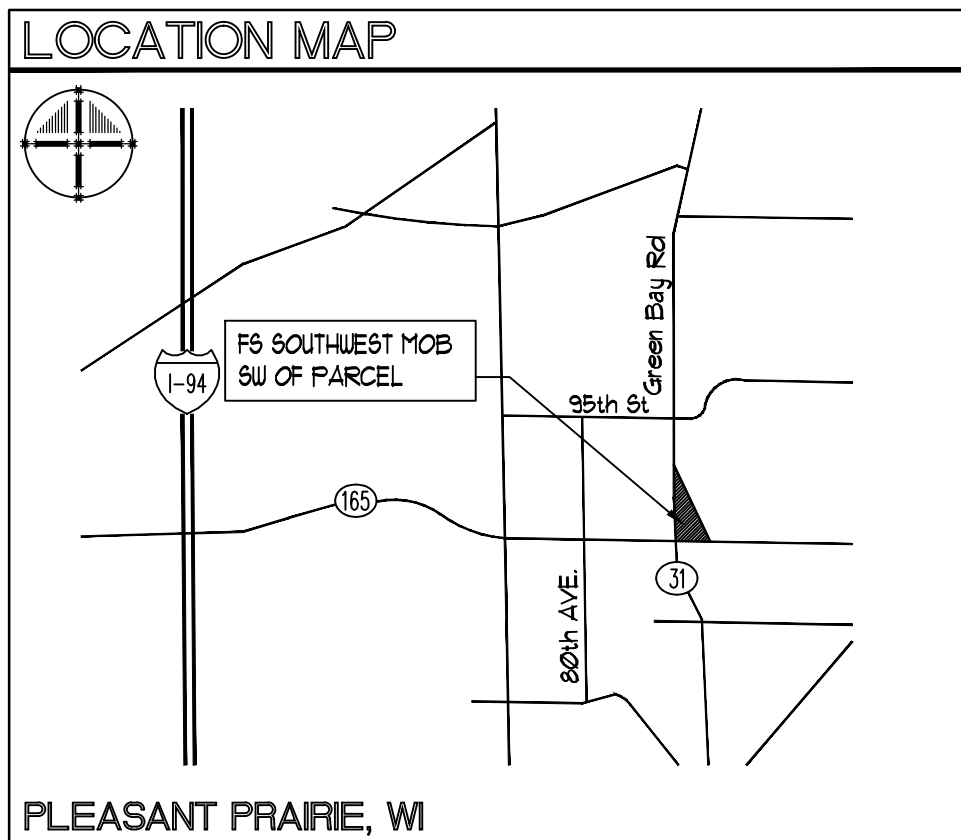 LOCATION MAP
Green Bay Rd
FS SOUTHWEST MOB
SW OF PARCEL
I-94
95th St
165
31
80th AVE.
PLEASANT PRAIRIE, WI